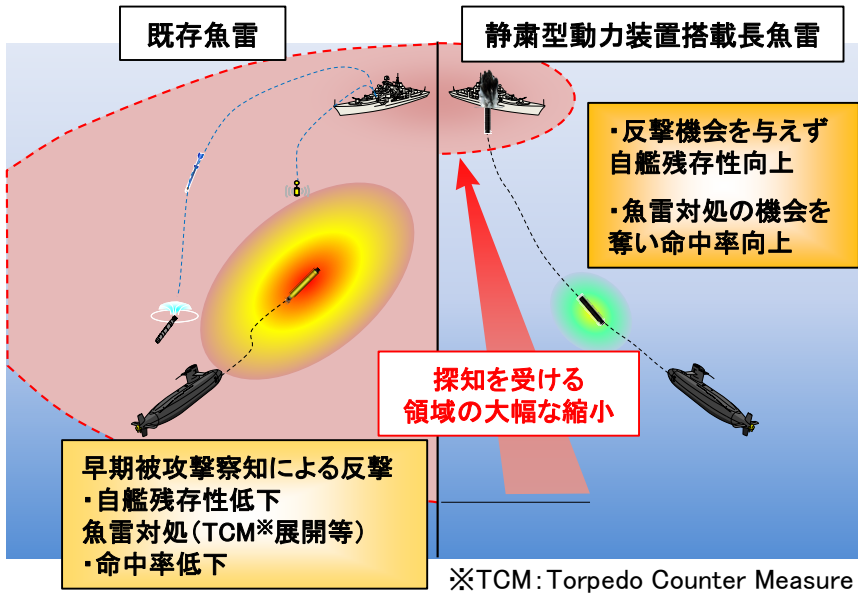 既存魚雷
静粛型動力装置搭載長魚雷
・反撃機会を与えず
自艦残存性向上
・魚雷対処の機会を
奪い命中率向上
探知を受ける
領域の大幅な縮小
早期被攻撃察知による反撃
・自艦残存性低下
魚雷対処(TCM※展開等)
・命中率低下
※TCM:Torpedo Counter Measure